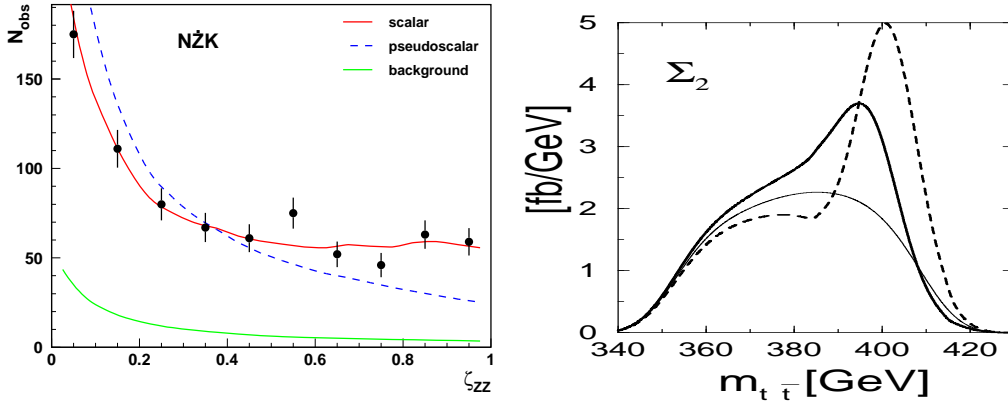 N_obs
NŻK
scalar
pseudoscalar
background
150
100
50
0
0 0.2 0.4 0.6 0.8 1
ζ_ZZ
Σ_2
[fb/GeV]
5
4
3
2
1
0
340 360 380 400 420
m_{t t̅} [GeV]